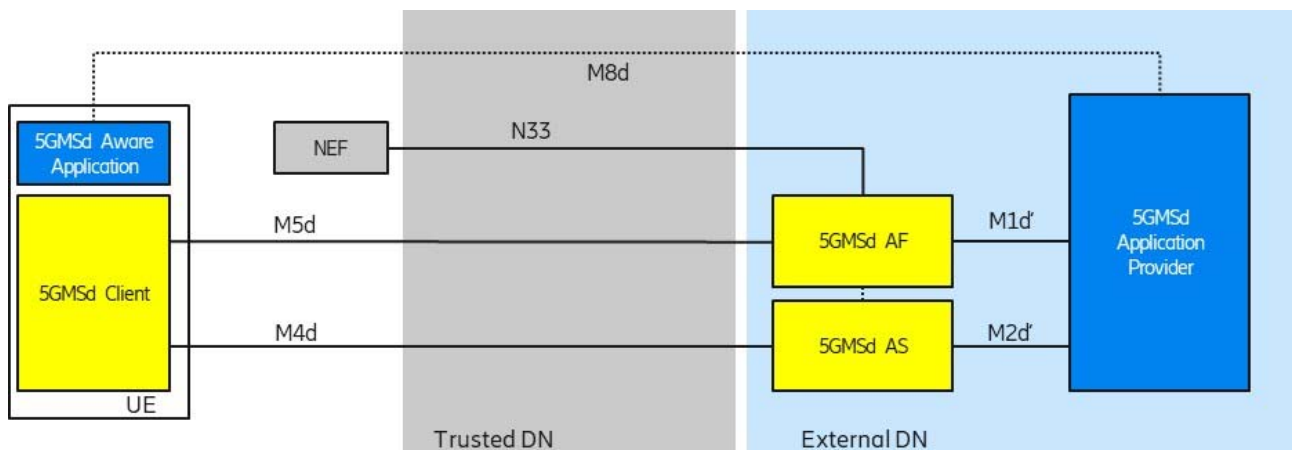 M8d
5GMSd Aware
Application
NEF
N33
M5d
5GMSd AF
M1d'
5GMSd
Application
Provider
5GMSd Client
M4d
5GMSd AS
M2d'
UE
Trusted DN
External DN